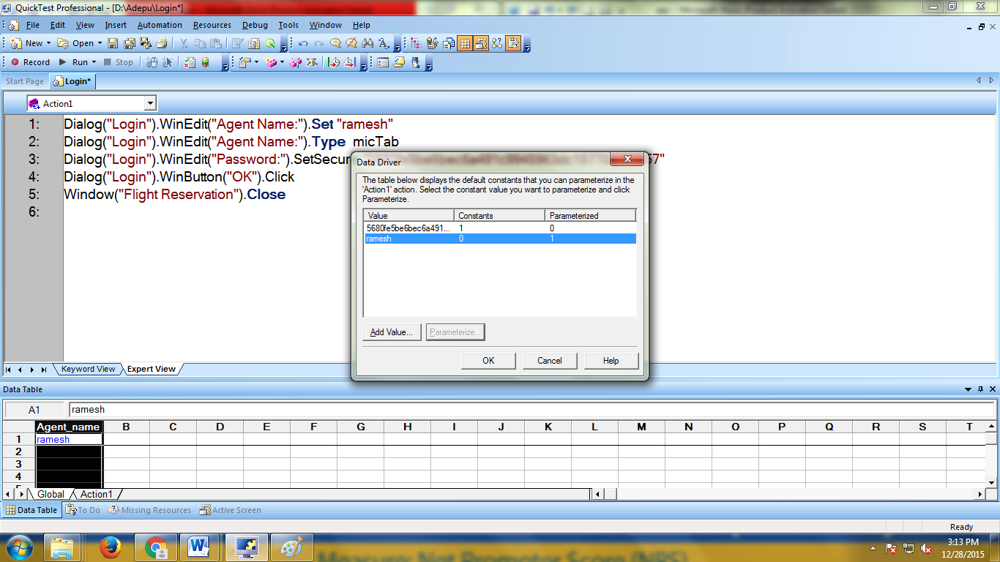 QuickTest Professional - [D:\Adepu\Login*]
File Edit View Insert Automation Resources Debug Tools Window Help
New Open
Record Run Stop
Start Page Login*
Action1
1: Dialog("Login").WinEdit("Agent Name:").Set "ramesh"
2: Dialog("Login").WinEdit("Agent Name:").Type micTab
3: Dialog("Login").WinEdit("Password:").SetSecur 57"
4: Dialog("Login").WinButton("OK").Click
5: Window("Flight Reservation").Close
6:
Data Driver
The table below displays the default constants that you can parameterize in the
'Action1' action. Select the constant value you want to parameterize and click
Parameterize.
Value Constants Parameterized
5680fe5be6bec6a491... 1 0
ramesh 0 1
Add Value... Parameterize...
OK Cancel Help
Keyword View Expert View
Data Table
A1 ramesh
Agent_name B C D E F G H I J K L M N O P Q R S T
1 ramesh
2
3
4
5
Global Action1
Data Table To Do Missing Resources Active Screen
Ready
3:13 PM
12/28/2015